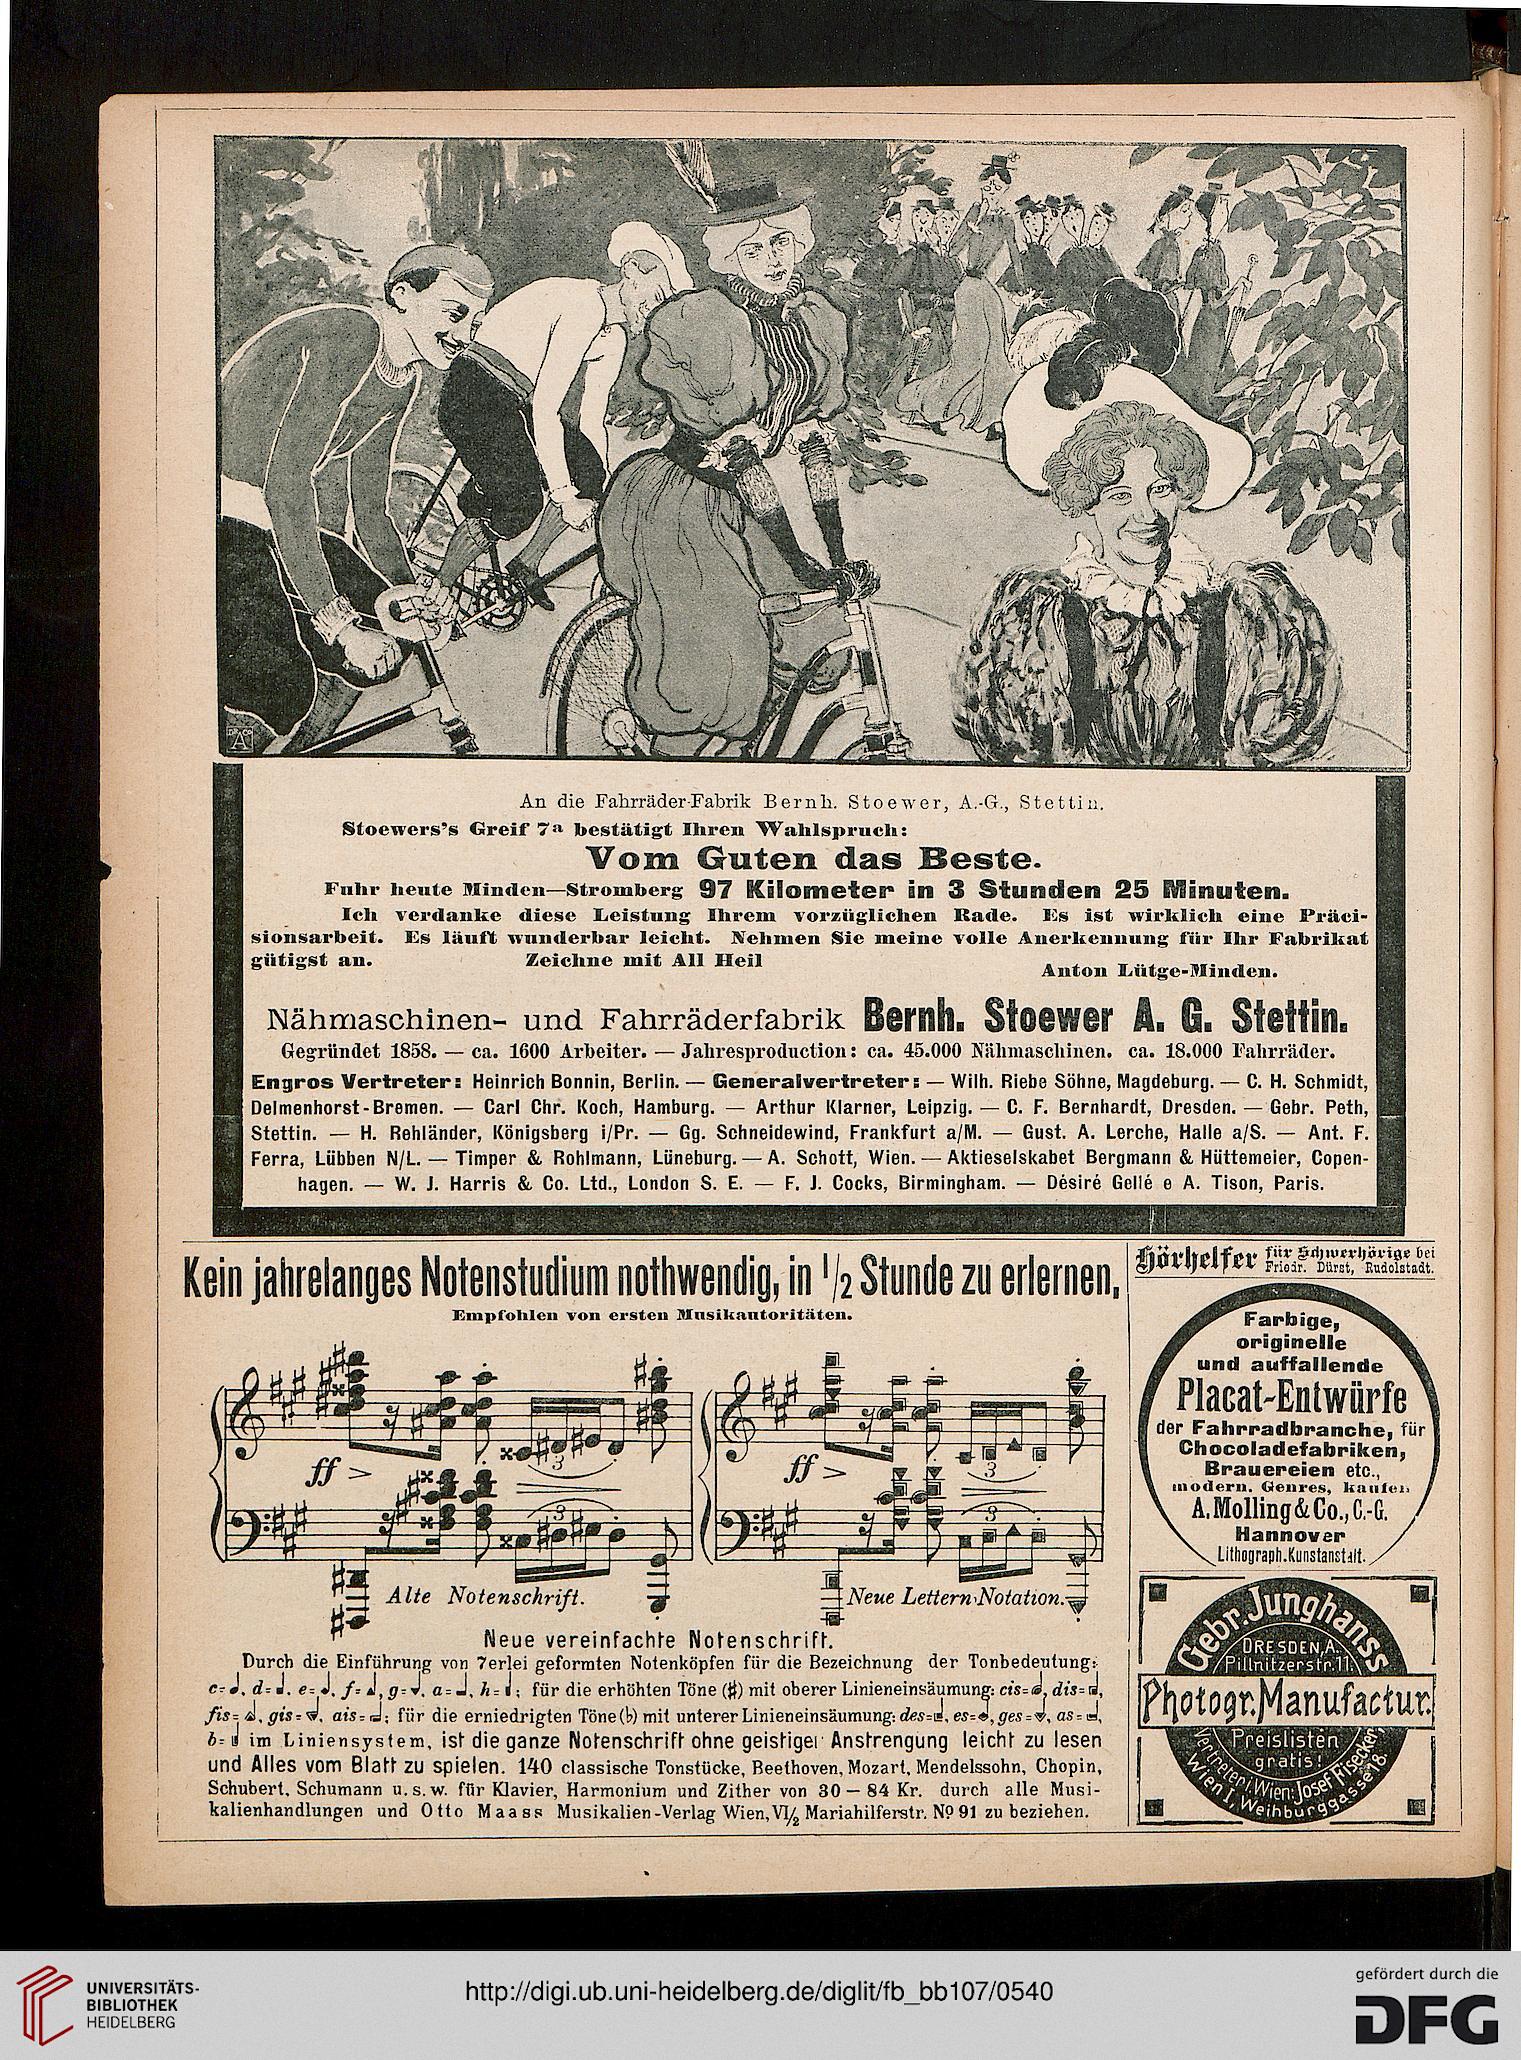 An die Fahrräder-Fabrik Bernh. Stoewer, A.-G., Stettin.
Stoewers's Greif 7a bestätigt Ihren Wahlspruch:
Vom Guten das Beste.
Fuhr heute Minden—Stromberg 97 Kilometer in 3 Stunden 25 Minuten.
Ich verdanke diese Leistung Ihrem vorzüglichen Rade. Es ist wirklich eine Präci-
sionsarbeit. Es läuft wunderbar leicht. Nehmen Sie meine volle Anerkennung für Ihr Fabrikat
gütigst an. Zeichne mit All Heil
Anton Lütge-Minden.
Nähmaschinen- und Fahrräderfabrik Bernh. Stoewer A. G. Stettin.
Gegründet 1858. — ca. 1600 Arbeiter. — Jahresproduction: ca. 45.000 Nähmaschinen. ca. 18.000 Fahrräder.
Engros Vertreter: Heinrich Bonnin, Berlin. — Generalvertreter: — Wilh. Riebe Söhne, Magdeburg. — C. H. Schmidt,
Delmenhorst-Bremen. — Carl Chr. Koch, Hamburg. — Arthur Klarner, Leipzig. — C. F. Bernhardt, Dresden. — Gebr. Peth,
Stettin. — H. Rehländer, Königsberg i/Pr. — Gg. Schneidewind, Frankfurt a/M. — Gust. A. Lerche, Halle a/S. — Ant. F.
Ferra, Lübben N/L. — Timper & Rohlmann, Lüneburg. — A. Schott, Wien. — Aktieselskabet Bergmann & Hüttemeier, Copen-
hagen. — W. J. Harris & Co. Ltd., London S. E. — F. J. Cocks, Birmingham. — Désiré Gellé e A. Tison, Paris.
Kein jahrelanges Notenstudium nothwendig, in 1/2 Stunde zu erlernen,
Empfohlen von ersten Musikautoritäten.
ff >
3
3
Alte Notenschrift.
ff >
3
3
Neue Lettern-Notation.
Neue vereinfachte Notenschrift.
Durch die Einführung von 7erlei geformten Notenköpfen für die Bezeichnung der Tonbedeutung:
c= , d= , e= , f= , g= , a= , h= ; für die erhöhten Töne (♯) mit oberer Linieneinsäumung: cis= , dis= ,
fis= , gis= , ais= ; für die erniedrigten Töne (♭) mit unterer Linieneinsäumung: des= , es= , ges= , as= ,
b= im Liniensystem, ist die ganze Notenschrift ohne geistiger Anstrengung leicht zu lesen
und Alles vom Blatt zu spielen. 140 classische Tonstücke, Beethoven, Mozart, Mendelssohn, Chopin,
Schubert, Schumann u. s. w. für Klavier, Harmonium und Zither von 30 — 84 Kr. durch alle Musi-
kalienhandlungen und Otto Maass Musikalien-Verlag Wien, VI/2 Mariahilferstr. No 91 zu beziehen.
Hörhelfer für Schwerhörige bei
Friedr. Dürst, Rudolstadt.
Farbige,
originelle
und auffallende
Placat-Entwürfe
der Fahrradbranche, für
Chocoladefabriken,
Brauereien etc.,
modern. Genres, kaufen
A. Molling & Co., C.-G.
Hannover
Lithograph. Kunstanstalt.
Gebr. Junghanss
DRESDEN, A.
Pillnitzerstr. 11.
Photogr. Manufactur.
Preislisten
gratis!
Vertreter i. Wien: Josef Fisecker,
Wien I, Weihburggasse 18.
UNIVERSITÄTS-
BIBLIOTHEK
HEIDELBERG
http://digi.ub.uni-heidelberg.de/diglit/fb_bb107/0540
gefördert durch die
DFG